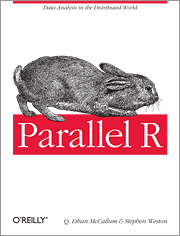 Data Analysis in the Distributed World
Parallel R
O'REILLY®
Q. Ethan McCallum & Stephen Weston